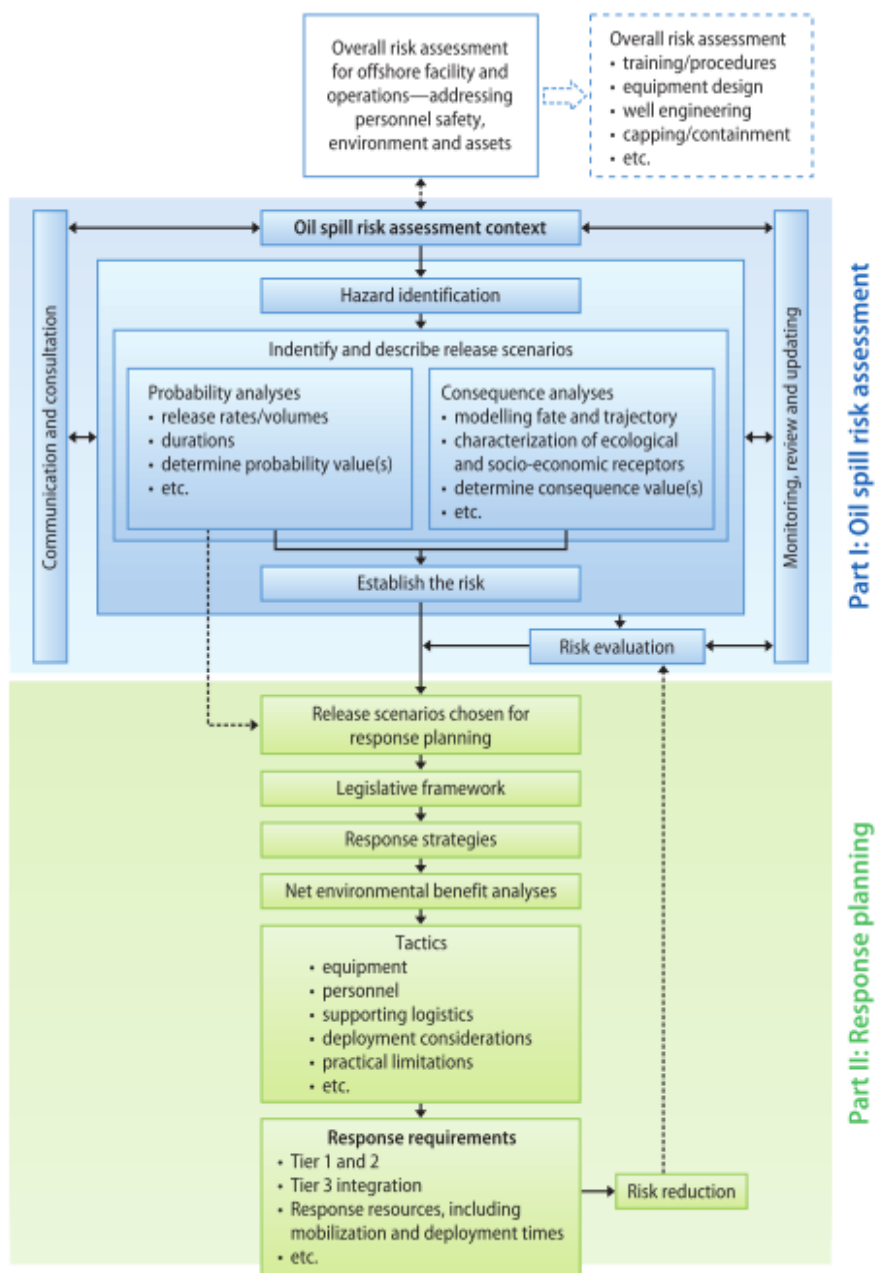 Overall risk assessment
for offshore facility and
operations—addressing
personnel safety,
environment and assets
Overall risk assessment
• training/procedures
• equipment design
• well engineering
• capping/containment
• etc.
Oil spill risk assessment context
Communication and consultation
Hazard identification
Indentify and describe release scenarios
Probability analyses
• release rates/volumes
• durations
• determine probability value(s)
• etc.
Consequence analyses
• modelling fate and trajectory
• characterization of ecological
and socio-economic receptors
• determine consequence value(s)
• etc.
Establish the risk
Risk evaluation
Monitoring, review and updating
Part I: Oil spill risk assessment
Release scenarios chosen for
response planning
Legislative framework
Response strategies
Net environmental benefit analyses
Tactics
• equipment
• personnel
• supporting logistics
• deployment considerations
• practical limitations
• etc.
Response requirements
• Tier 1 and 2
• Tier 3 integration
• Response resources, including
mobilization and deployment times
• etc.
Risk reduction
Part II: Response planning